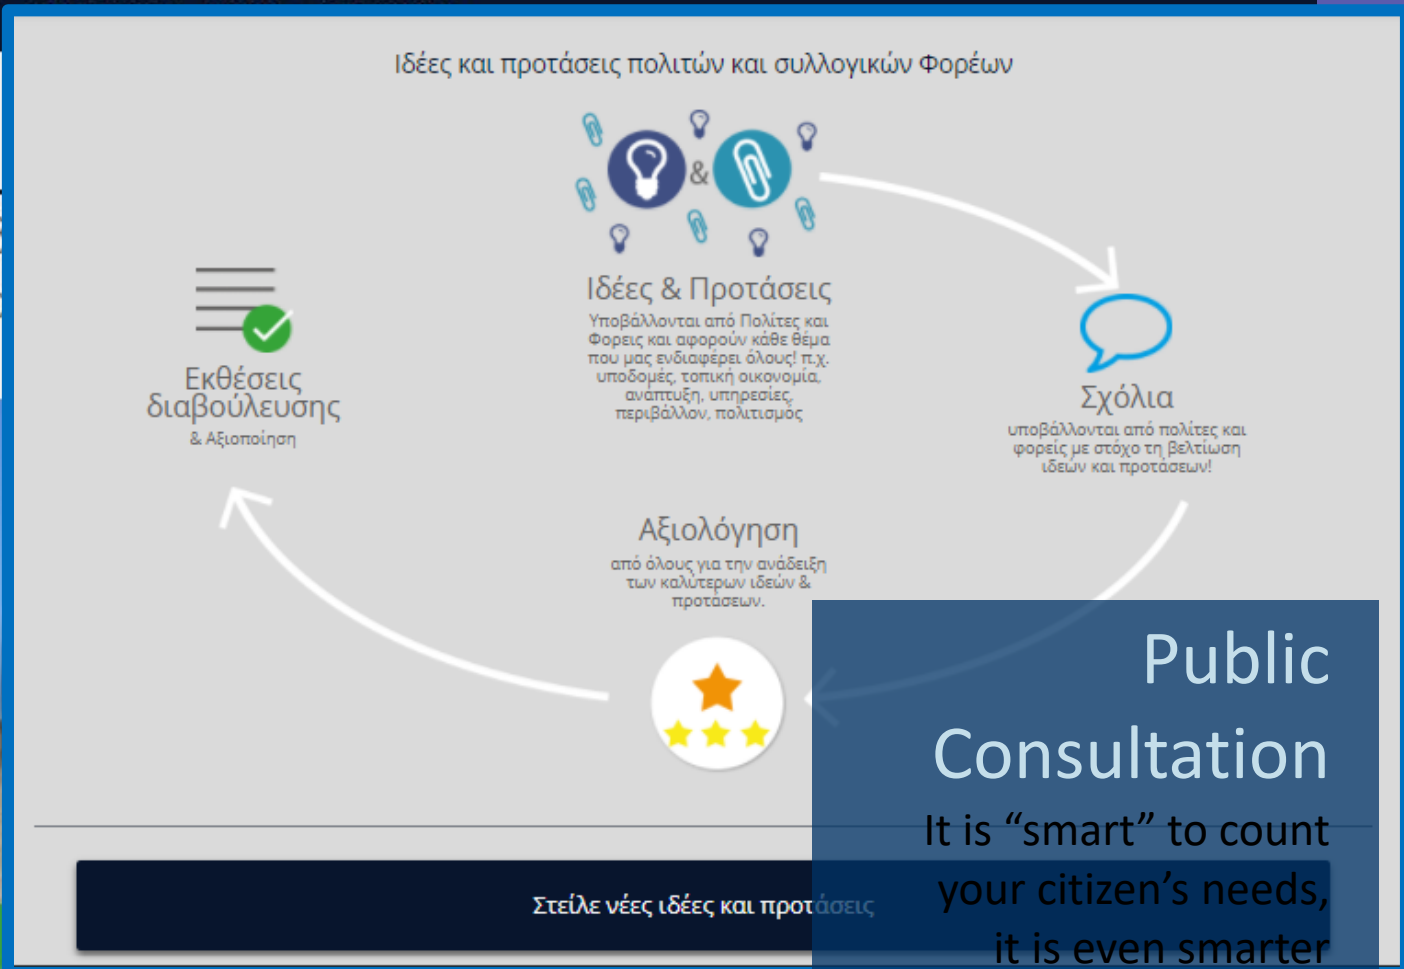 Ιδέες και προτάσεις πολιτών και συλλογικών Φορέων
&
Ιδέες & Προτάσεις
Υποβάλλονται από Πολίτες και
Φορεις και αφορούν κάθε θέμα
που μας ενδιαφέρει όλους! π.χ.
υποδομές, τοπική οικονομία,
ανάπτυξη, υπηρεσίες,
περιβάλλον, πολιτισμός
Σχόλια
υποβάλλονται από πολίτες και
φορείς με στόχο τη βελτίωση
ιδεών και προτάσεων!
Αξιολόγηση
από όλους για την ανάδειξη
των καλύτερων ιδεών &
προτάσεων.
Εκθέσεις
διαβούλευσης
& Αξιοποίηση
Στείλε νέες ιδέες και προτάσεις
Public
Consultation
It is “smart” to count
your citizen’s needs,
it is even smarter